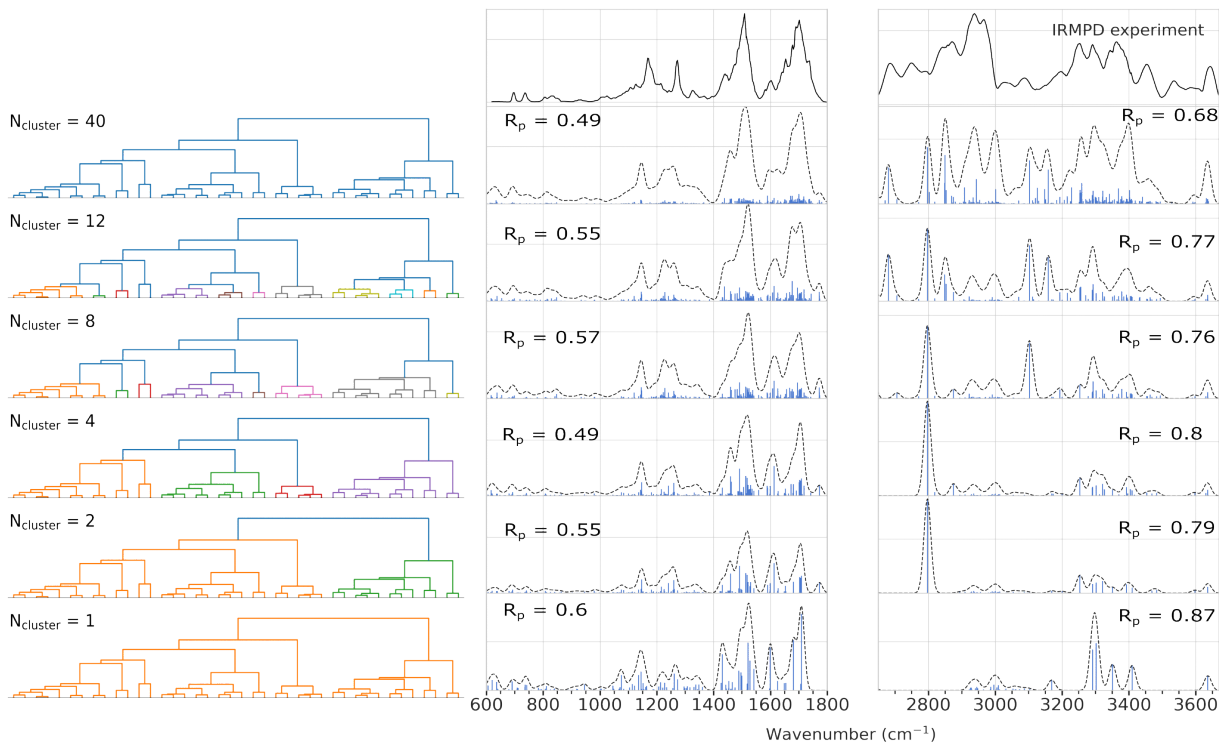 IRMPD experiment
N_cluster = 40
R_p = 0.49
R_p = 0.68
N_cluster = 12
R_p = 0.55
R_p = 0.77
N_cluster = 8
R_p = 0.57
R_p = 0.76
N_cluster = 4
R_p = 0.49
R_p = 0.8
N_cluster = 2
R_p = 0.55
R_p = 0.79
N_cluster = 1
R_p = 0.6
R_p = 0.87
600 800 1000 1200 1400 1600 1800 2800 3000 3200 3400 3600
Wavenumber (cm⁻¹)